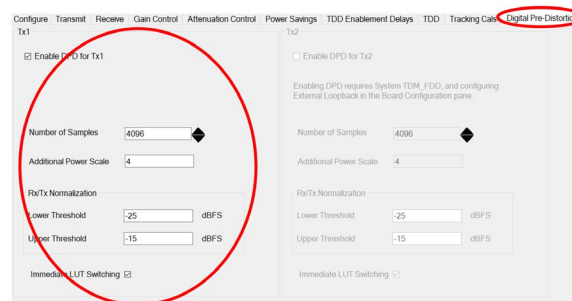 Configure Transmit Receive Gain Control Attenuation Control Power Savings TDD Enablement Delays TDD Tracking Cals Digital Pre-Distortio
Tx1
Enable DPD for Tx1
Number of Samples 4096
Additional Power Scale 4
Rx/Tx Normalization
Lower Threshold -25 dBFS
Upper Threshold -15 dBFS
Immediate LUT Switching
Tx2
Enable DPD for Tx2
Enabling DPD requires System TDM_FDD, and configuring
External Loopback in the Board Configuration pane.
Number of Samples 4096
Additional Power Scale 4
Rx/Tx Normalization
Lower Threshold -25 dBFS
Upper Threshold -15 dBFS
Immediate LUT Switching